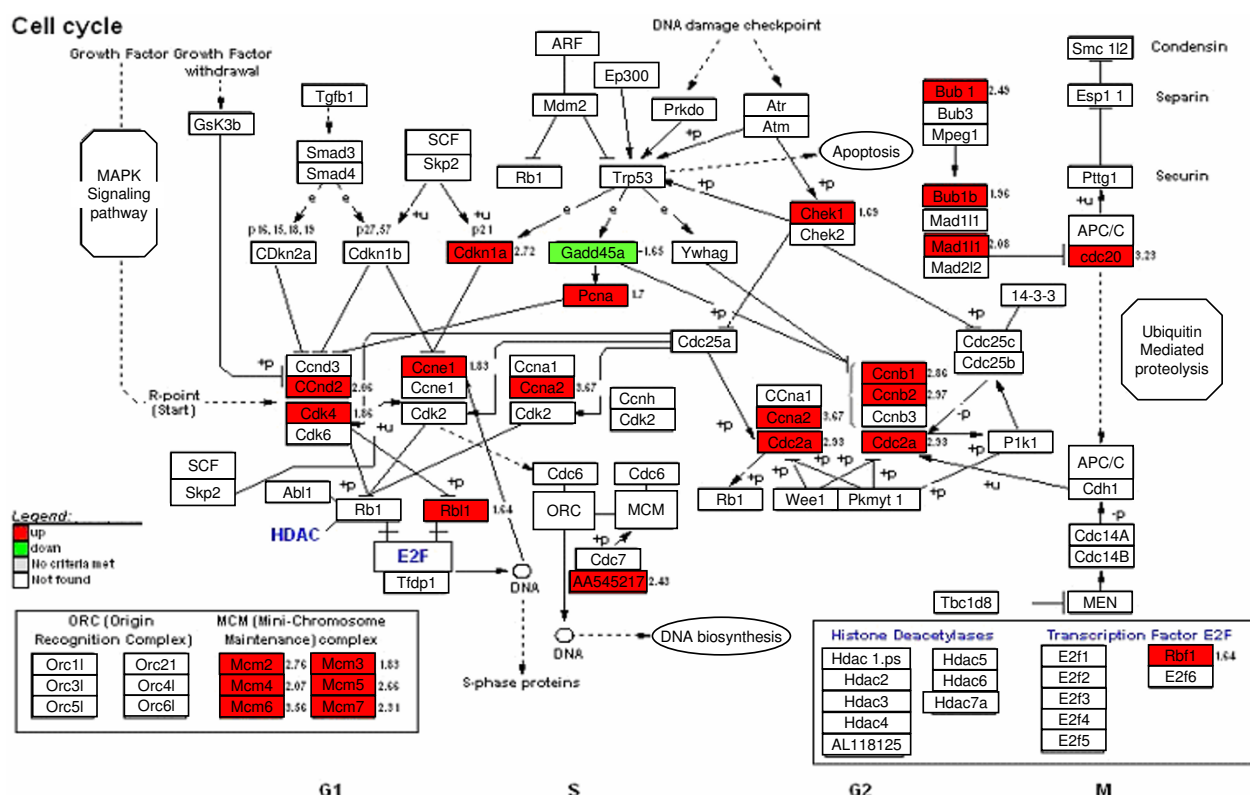 Cell cycle
Growth Factor
Growth Factor
withdrawal
GsK3b
MAPK
Signaling
pathway
R-point
(Start)
Tgfb1
Smad3
Smad4
e
e
p16, 15, 18, 19
CDkn2a
p27,57
Cdkn1b
SCF
Skp2
+u
+u
p21
Cdkn1a
2.72
ARF
Mdm2
Ep300
Rb1
Trp53
DNA damage checkpoint
Prkdo
Atr
Atm
+p
+p
+p
Apoptosis
e
e
e
Gadd45a
-1.65
Ywhag
Pcna
1.7
Chek1
1.69
Chek2
Bub 1
2.49
Bub3
Mpeg1
Bub1b
1.96
Mad1l1
Mad1l1
2.08
Mad2l2
Smc 1l2
Condensin
Esp1 1
Separin
Pttg1
Securin
+u
APC/C
cdc20
3.23
14-3-3
+p
+p
Ubiquitin
Mediated
proteolysis
+p
Ccnd3
CCnd2
2.06
Cdk4
1.86
Cdk6
+u
Ccne1
1.83
Ccne1
Cdk2
Ccna1
Ccna2
3.67
Cdk2
Ccnh
Cdk2
Cdc25a
Cdc25c
Cdc25b
+p
CCna1
Ccna2
3.67
Cdc2a
2.93
Ccnb1
2.86
Ccnb2
2.97
Ccnb3
Cdc2a
2.93
-p
+p
P1k1
+p
+p
+p
+p
+p
+p
+u
Rb1
Wee1
Pkmyt 1
APC/C
Cdh1
-p
Cdc14A
Cdc14B
MEN
Tbc1d8
SCF
Skp2
Abl1
+p
+p
Rb1
Rbl1
1.64
HDAC
E2F
Tfdp1
DNA
S-phase proteins
Cdc6
ORC
Cdc6
MCM
+p
Cdc7
AA545217
2.43
DNA
DNA biosynthesis
Legend:
up
down
No criteria met
Not found
ORC (Origin
Recognition Complex)
Orc1l
Orc21
Orc3l
Orc4l
Orc5l
Orc6l
MCM (Mini-Chromosome
Maintenance) complex
Mcm2
2.76
Mcm3
1.83
Mcm4
2.07
Mcm5
2.66
Mcm6
3.56
Mcm7
2.31
Histone Deacetylases
Hdac 1.ps
Hdac2
Hdac3
Hdac4
AL118125
Hdac5
Hdac6
Hdac7a
Transcription Factor E2F
E2f1
E2f2
E2f3
E2f4
E2f5
Rbf1
1.64
E2f6
G1
S
G2
M